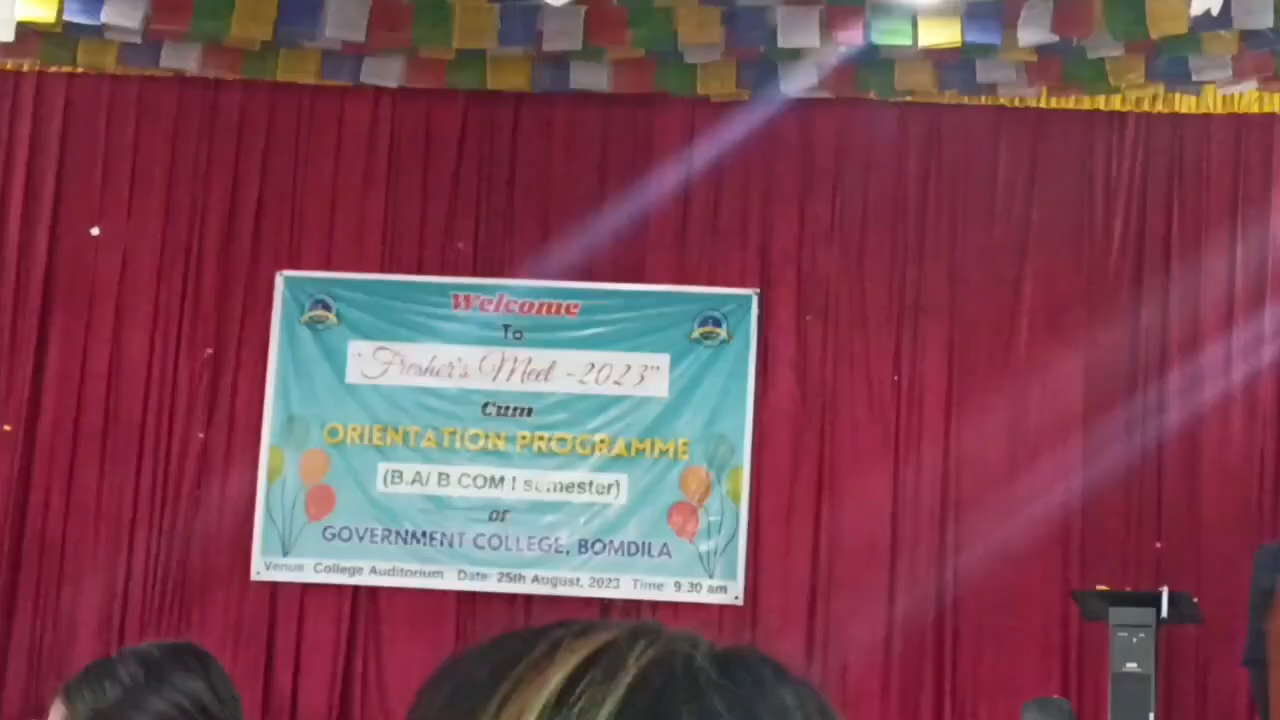 Welcome
To
"Fresher's Meet -2023"
Cum
ORIENTATION PROGRAMME
(B.A/ B.COM I semester)
of
GOVERNMENT COLLEGE, BOMDILA
Venue: College Auditorium Date: 25th August, 2023 Time: 9:30 am